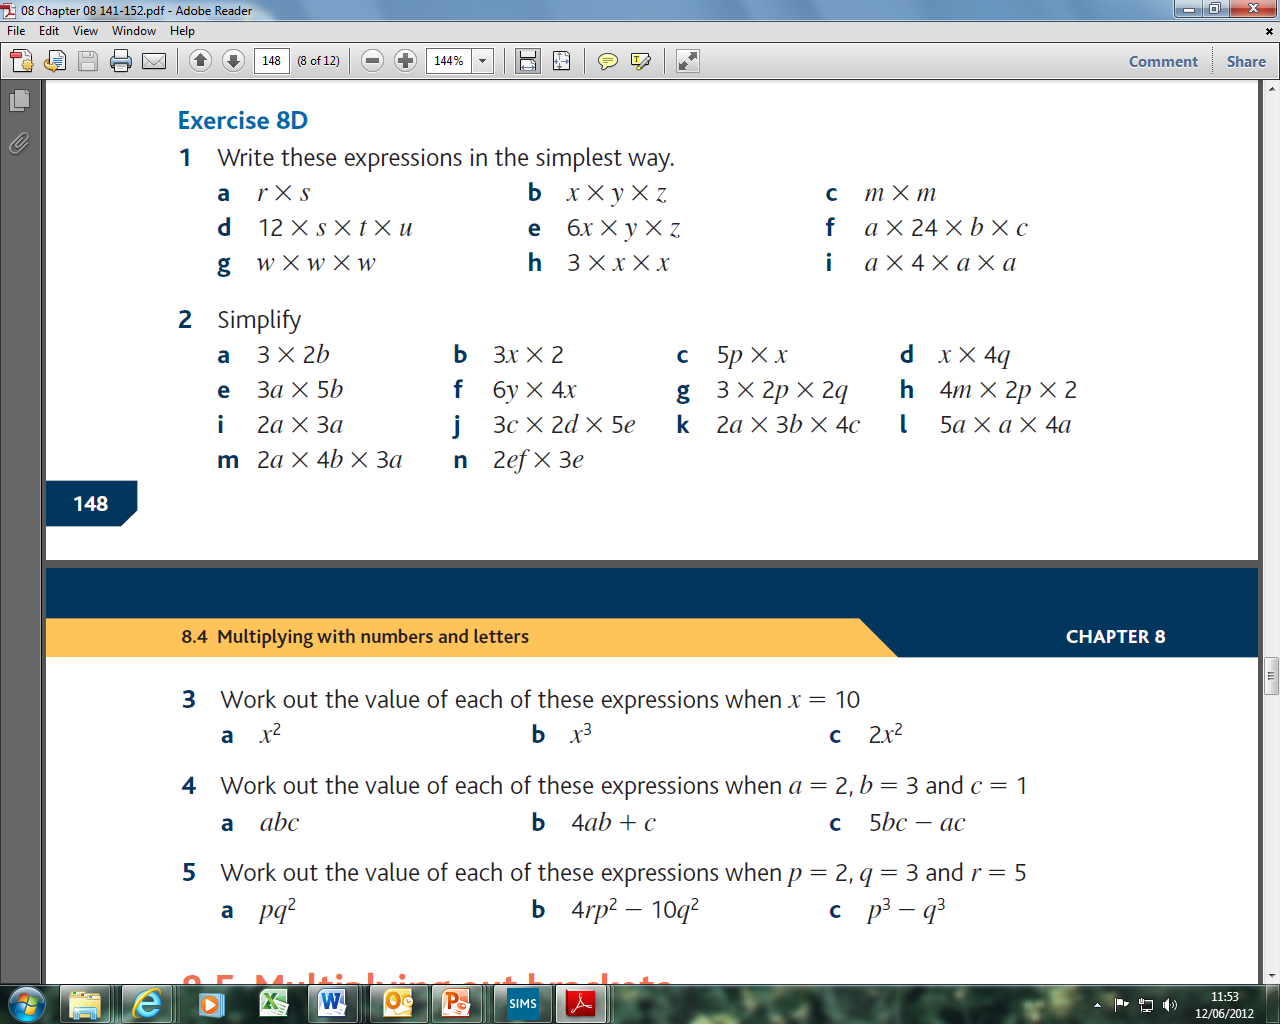 08 Chapter 08 141-152.pdf - Adobe Reader
File Edit View Window Help
148 (8 of 12) 144% Comment Share
Exercise 8D
1 Write these expressions in the simplest way.
a r × s b x × y × z c m × m
d 12 × s × t × u e 6x × y × z f a × 24 × b × c
g w × w × w h 3 × x × x i a × 4 × a × a
2 Simplify
a 3 × 2b b 3x × 2 c 5p × x d x × 4q
e 3a × 5b f 6y × 4x g 3 × 2p × 2q h 4m × 2p × 2
i 2a × 3a j 3c × 2d × 5e k 2a × 3b × 4c l 5a × a × 4a
m 2a × 4b × 3a n 2ef × 3e
148
8.4 Multiplying with numbers and letters CHAPTER 8
3 Work out the value of each of these expressions when x = 10
a x² b x³ c 2x²
4 Work out the value of each of these expressions when a = 2, b = 3 and c = 1
a abc b 4ab + c c 5bc − ac
5 Work out the value of each of these expressions when p = 2, q = 3 and r = 5
a pq² b 4rp² − 10q² c p³ − q³
8.5 Multiplying out brackets
SIMS
11:53
12/06/2012